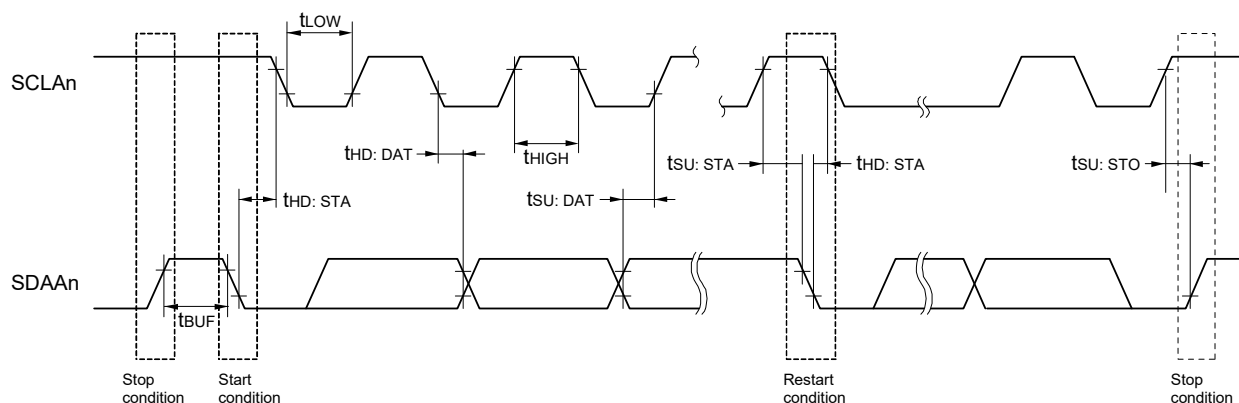 tLOW
SCLAn
tHD: DAT
tHIGH
tSU: STA
tHD: STA
tSU: STO
tHD: STA
tSU: DAT
SDAAn
tBUF
Stop
condition
Start
condition
Restart
condition
Stop
condition